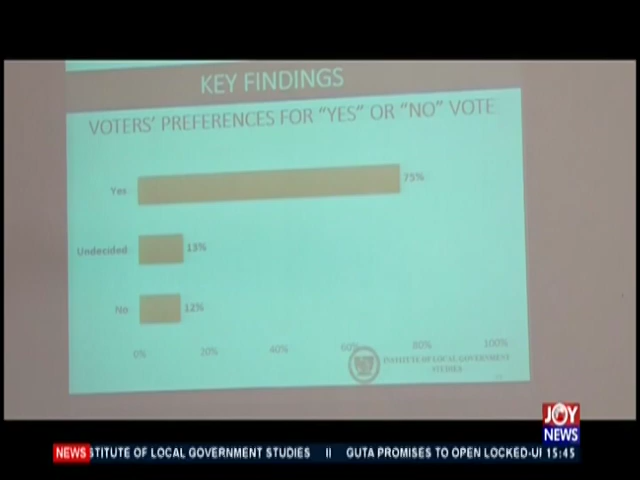 KEY FINDINGS
VOTERS' PREFERENCES FOR "YES" OR "NO" VOTE
Yes 75%
Undecided 13%
No 12%
0% 20% 40% 60% 80% 100%
INSTITUTE OF LOCAL GOVERNMENT
STUDIES
JOY
NEWS
NEWS STITUTE OF LOCAL GOVERNMENT STUDIES II GUTA PROMISES TO OPEN LOCKED-U 15:45